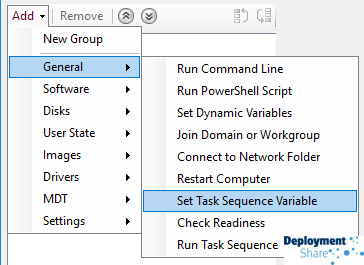 Add Remove
New Group
General
Software
Disks
User State
Images
Drivers
MDT
Settings
Run Command Line
Run PowerShell Script
Set Dynamic Variables
Join Domain or Workgroup
Connect to Network Folder
Restart Computer
Set Task Sequence Variable
Check Readiness
Run Task Sequence
Deployment
Share